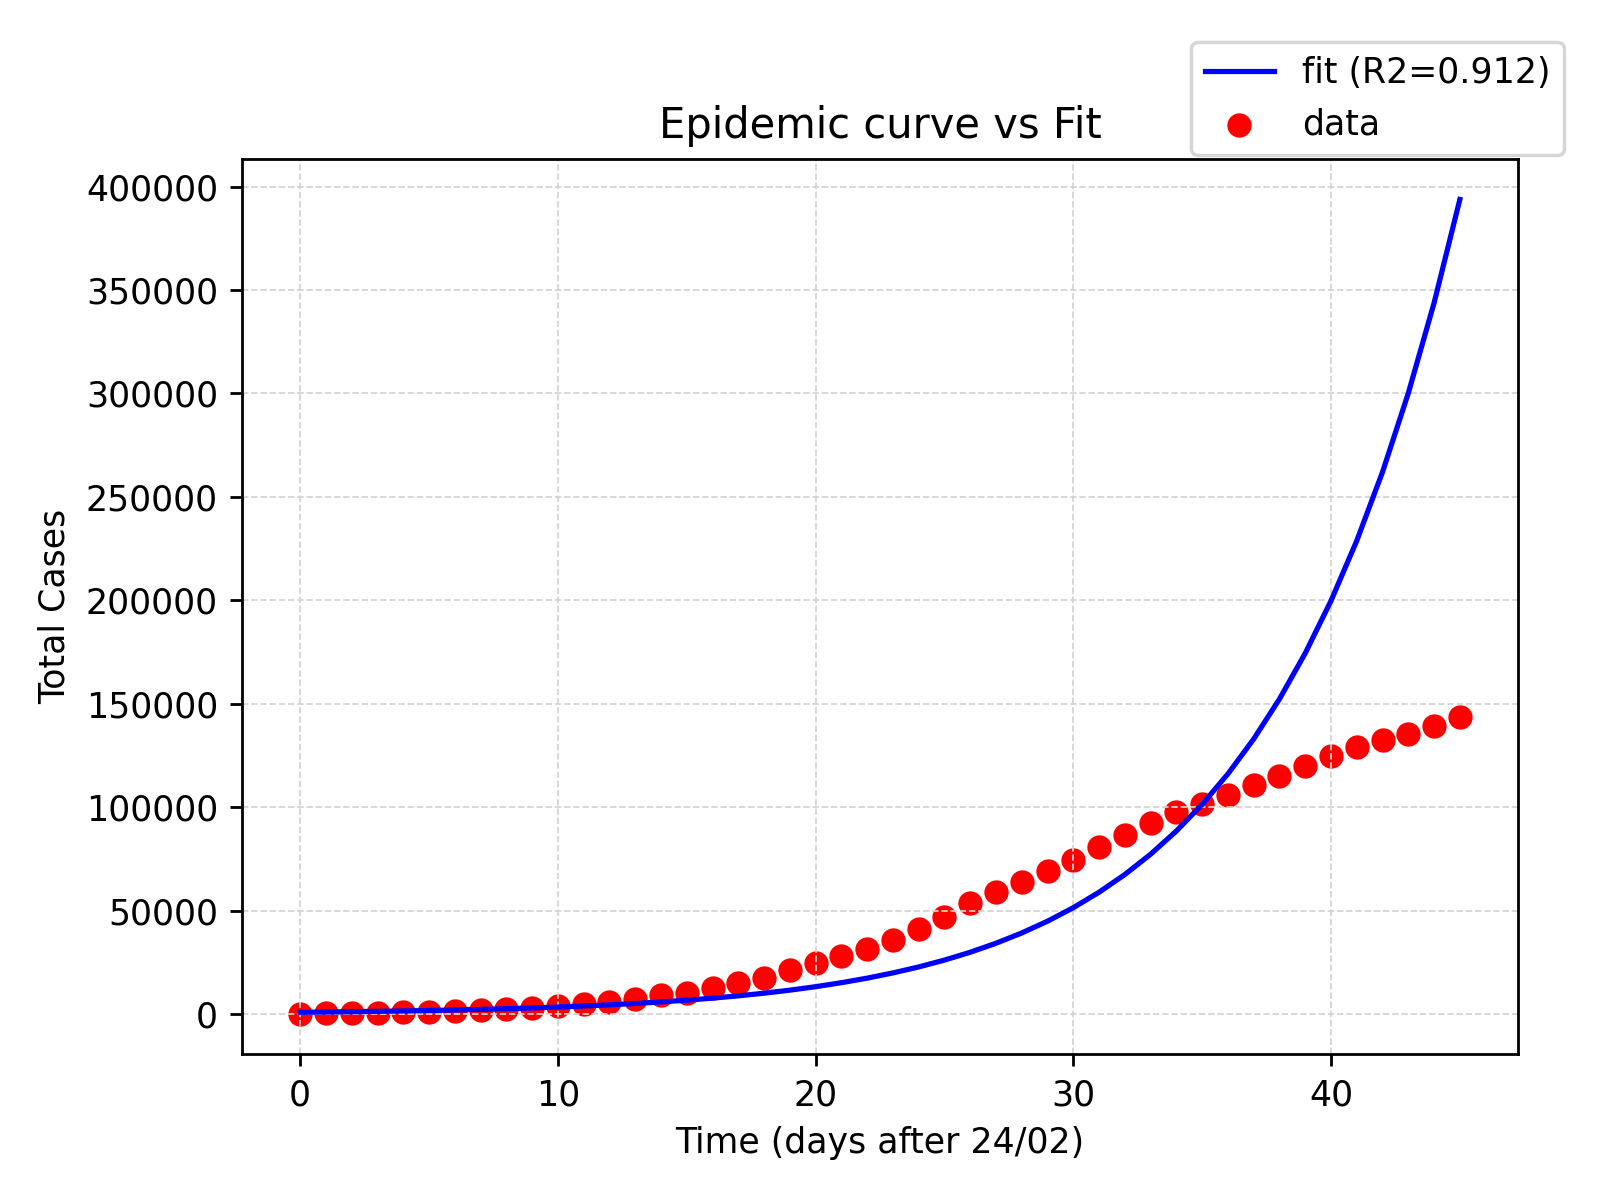 fit (R2=0.912)
data
Epidemic curve vs Fit
400000
350000
300000
250000
200000
150000
100000
50000
0
Total Cases
0 10 20 30 40
Time (days after 24/02)